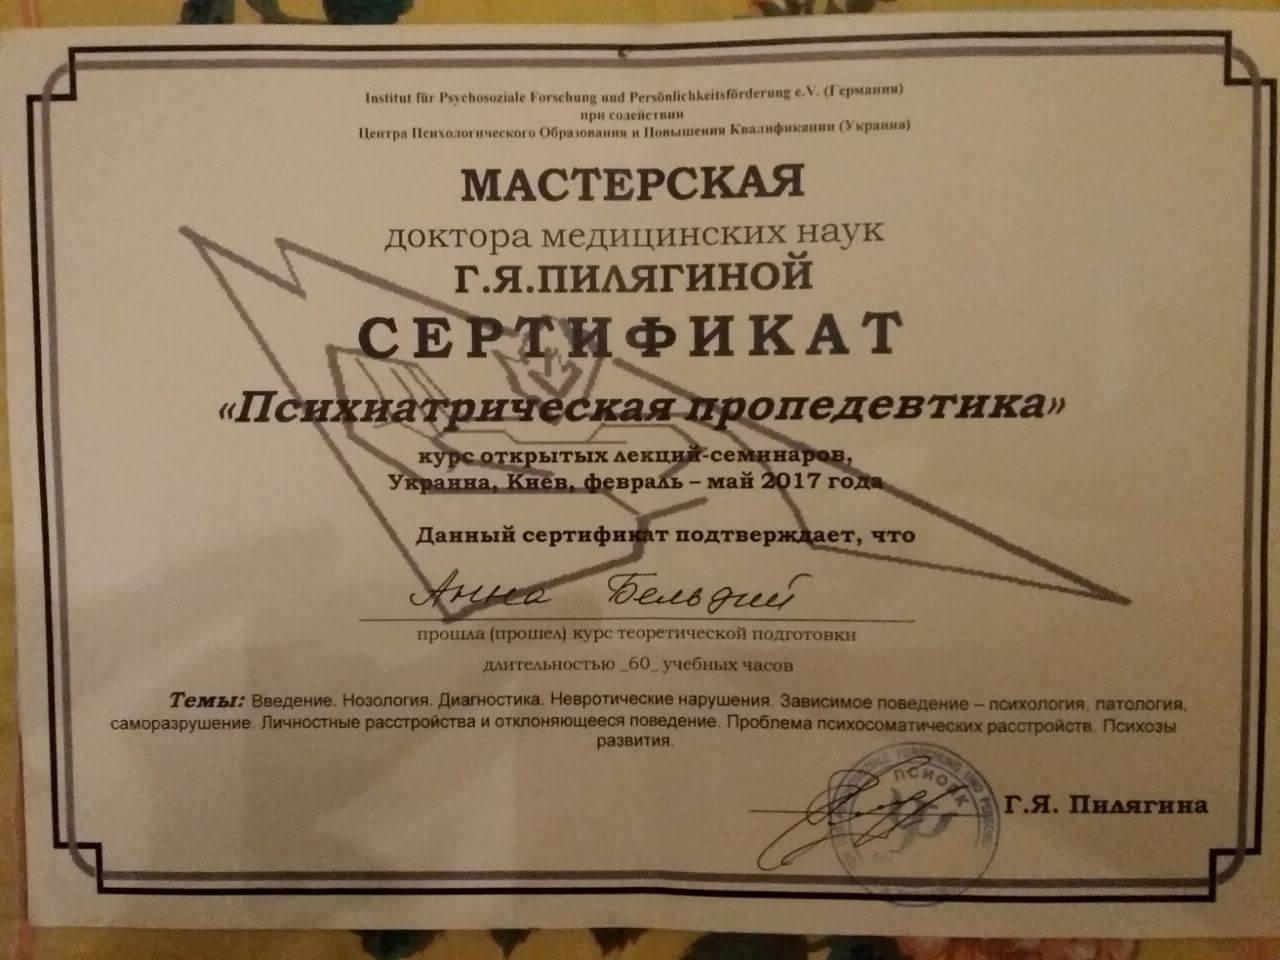 Institut für Psychosoziale Forschung und Persönlichkeitsförderung e.V. (Германия)
при содействии
Центра Психологического Образования и Повышения Квалификации (Украина)
МАСТЕРСКАЯ
доктора медицинских наук
Г.Я.ПИЛЯГИНОЙ
СЕРТИФИКАТ
«Психиатрическая пропедевтика»
курс открытых лекций-семинаров,
Украина, Киев, февраль – май 2017 года
Данный сертификат подтверждает, что
Анна Бельдий
прошла (прошел) курс теоретической подготовки
длительностью _60_ учебных часов
Темы: Введение. Нозология. Диагностика. Невротические нарушения. Зависимое поведение – психология, патология,
саморазрушение. Личностные расстройства и отклоняющееся поведение. Проблема психосоматических расстройств. Психозы
развития.
FORSCHUNG UND
Г.Я. Пилягина